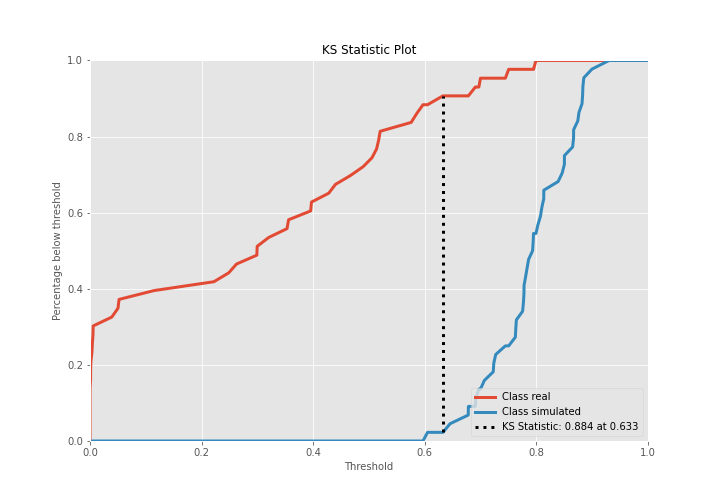 KS Statistic Plot
1.0
0.8
0.6
0.4
0.2
0.0
Percentage below threshold
0.0 0.2 0.4 0.6 0.8 1.0
Threshold
Class real
Class simulated
KS Statistic: 0.884 at 0.633